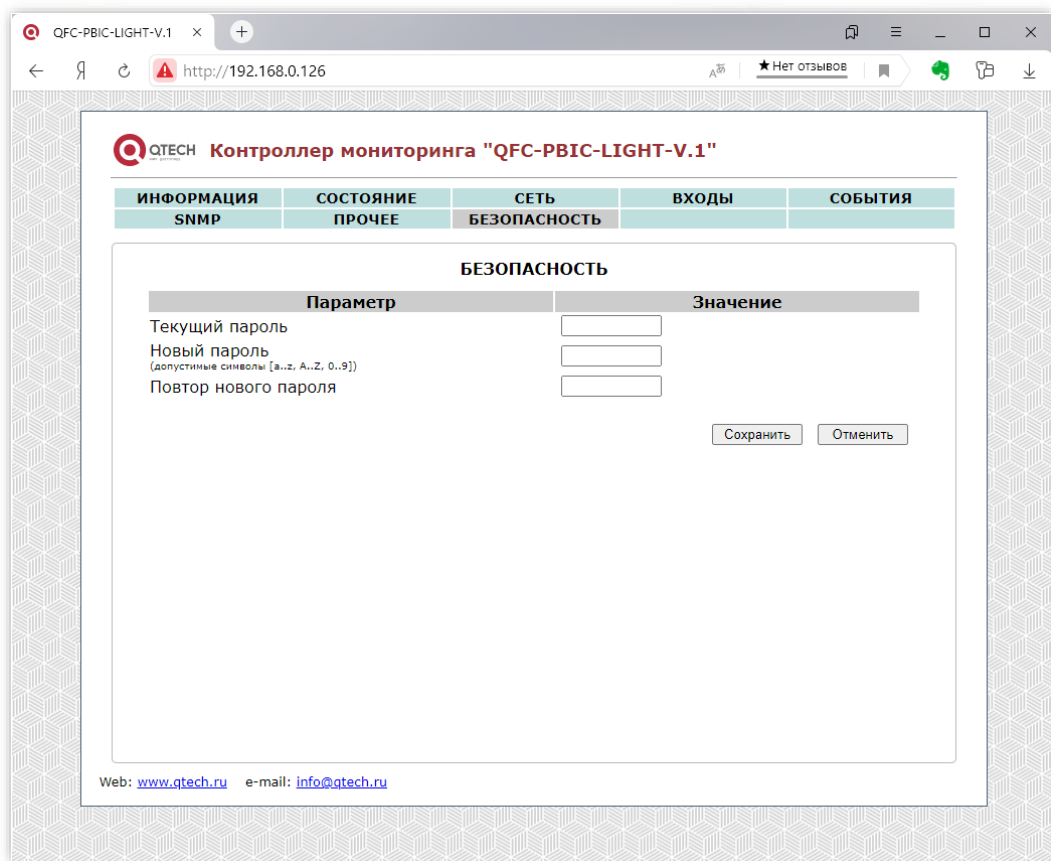 QFC-PBIC-LIGHT-V.1
http://192.168.0.126
★ Нет отзывов
QTECH Контроллер мониторинга "QFC-PBIC-LIGHT-V.1"
ИНФОРМАЦИЯ СОСТОЯНИЕ СЕТЬ ВХОДЫ СОБЫТИЯ
SNMP ПРОЧЕЕ БЕЗОПАСНОСТЬ
БЕЗОПАСНОСТЬ
Параметр Значение
Текущий пароль
Новый пароль
(допустимые символы [a..z, A..Z, 0..9])
Повтор нового пароля
Сохранить Отменить
Web: www.qtech.ru e-mail: info@qtech.ru